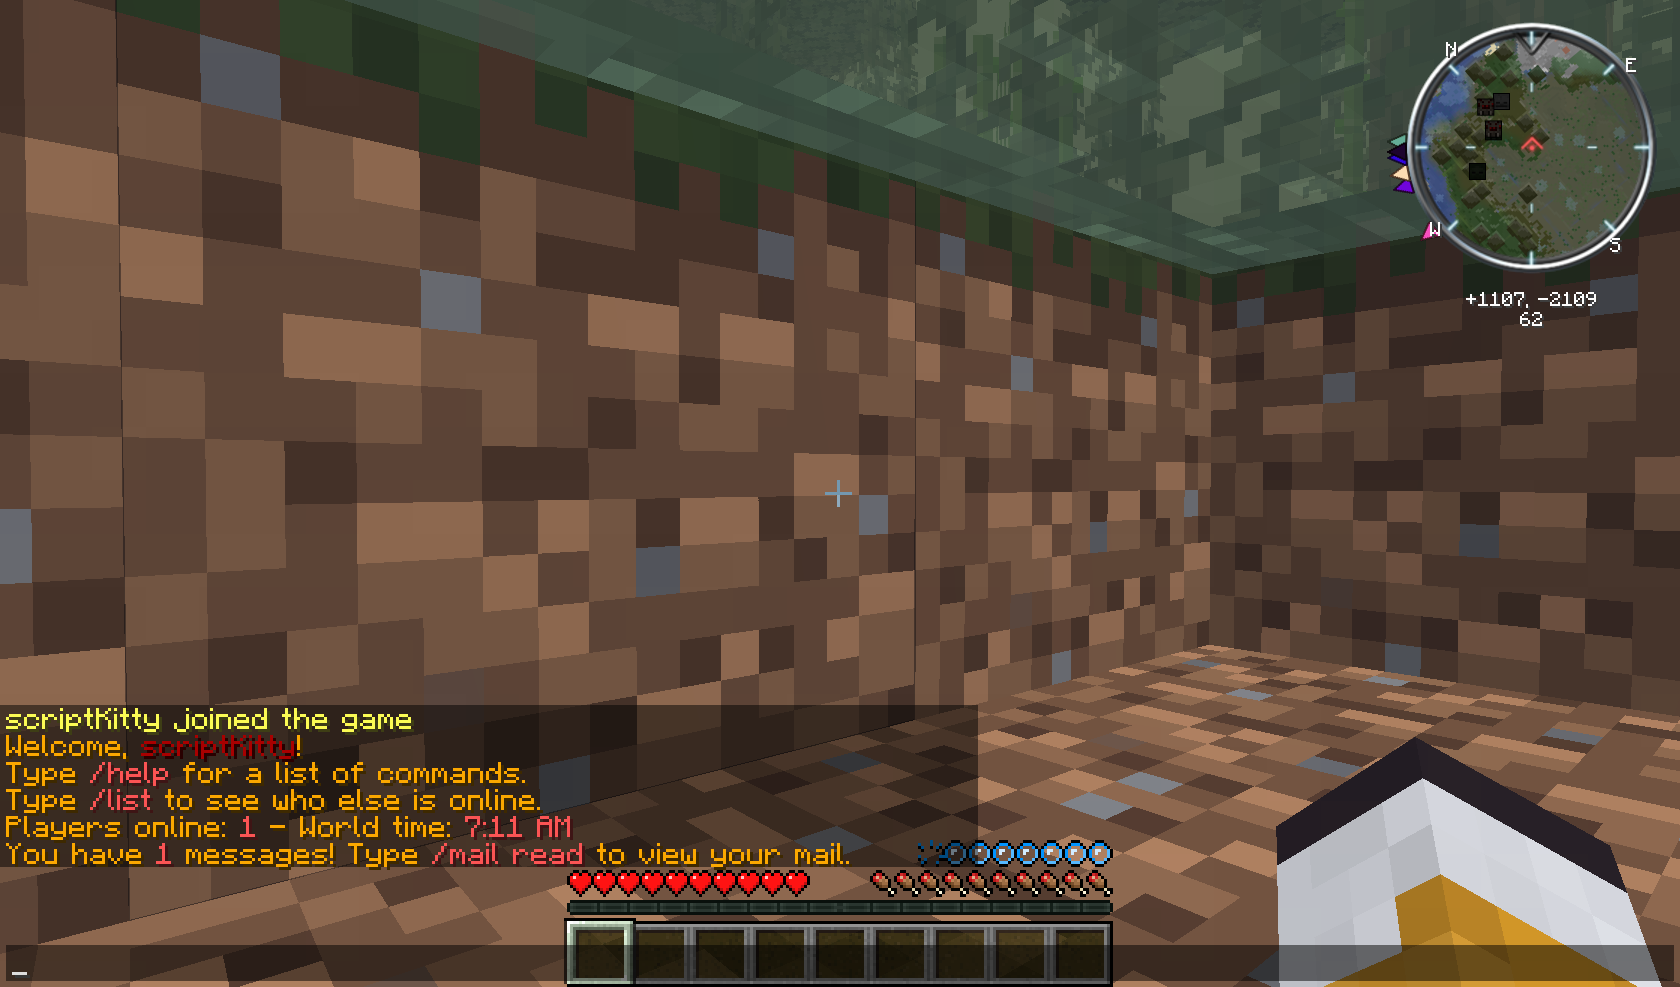 N
E
W
S
+1107, -2109
62
scriptKitty joined the game
Welcome, scriptKitty!
Type /help for a list of commands.
Type /list to see who else is online.
Players online: 1 - World time: 7:11 AM
You have 1 messages! Type /mail read to view your mail.
_